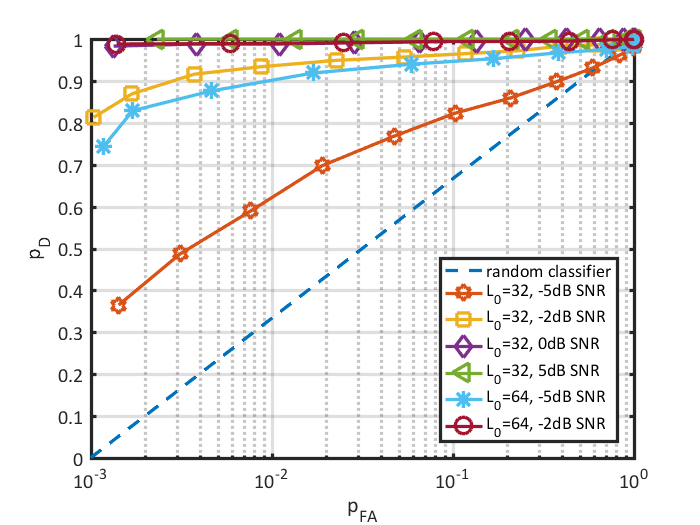 1
0.9
0.8
0.7
0.6
0.5
0.4
0.3
0.2
0.1
0
p_D
random classifier
L_0=32, -5dB SNR
L_0=32, -2dB SNR
L_0=32, 0dB SNR
L_0=32, 5dB SNR
L_0=64, -5dB SNR
L_0=64, -2dB SNR
10^-3 10^-2 10^-1 10^0
p_FA